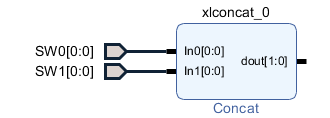 xlconcat_0
SW0[0:0]
In0[0:0]
dout[1:0]
SW1[0:0]
In1[0:0]
Concat